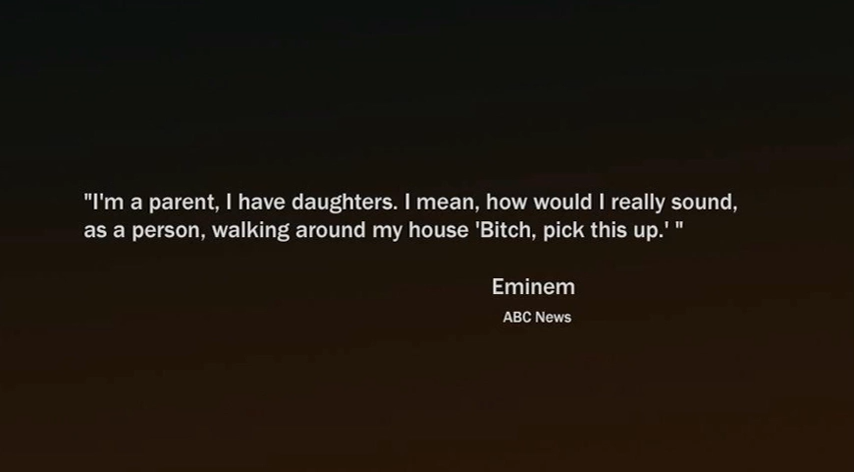 "I'm a parent, I have daughters. I mean, how would I really sound,
as a person, walking around my house 'Bitch, pick this up.' "
Eminem
ABC News